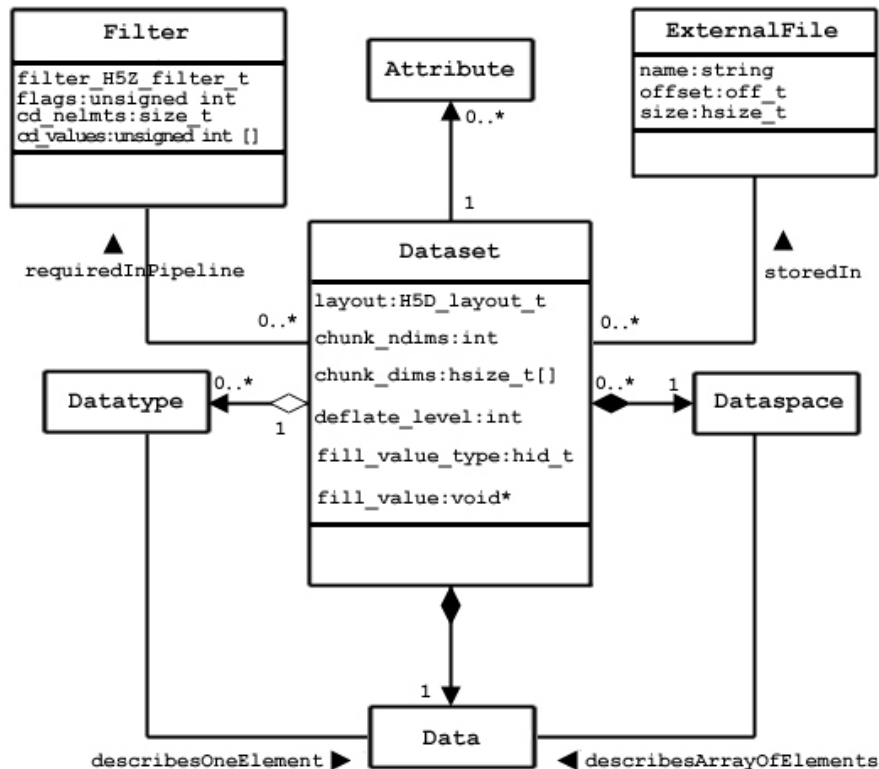 Filter
filter_H5Z_filter_t
flags:unsigned int
cd_nelmts:size_t
cd_values:unsigned int []
Attribute
ExternalFile
name:string
offset:off_t
size:hsize_t
0..*
1
requiredInPipeline
storedIn
Dataset
layout:H5D_layout_t
chunk_ndims:int
chunk_dims:hsize_t[]
deflate_level:int
fill_value_type:hid_t
fill_value:void*
0..*
0..*
Datatype
0..*
1
0..*
1
Dataspace
1
Data
describesOneElement
describesArrayOfElements